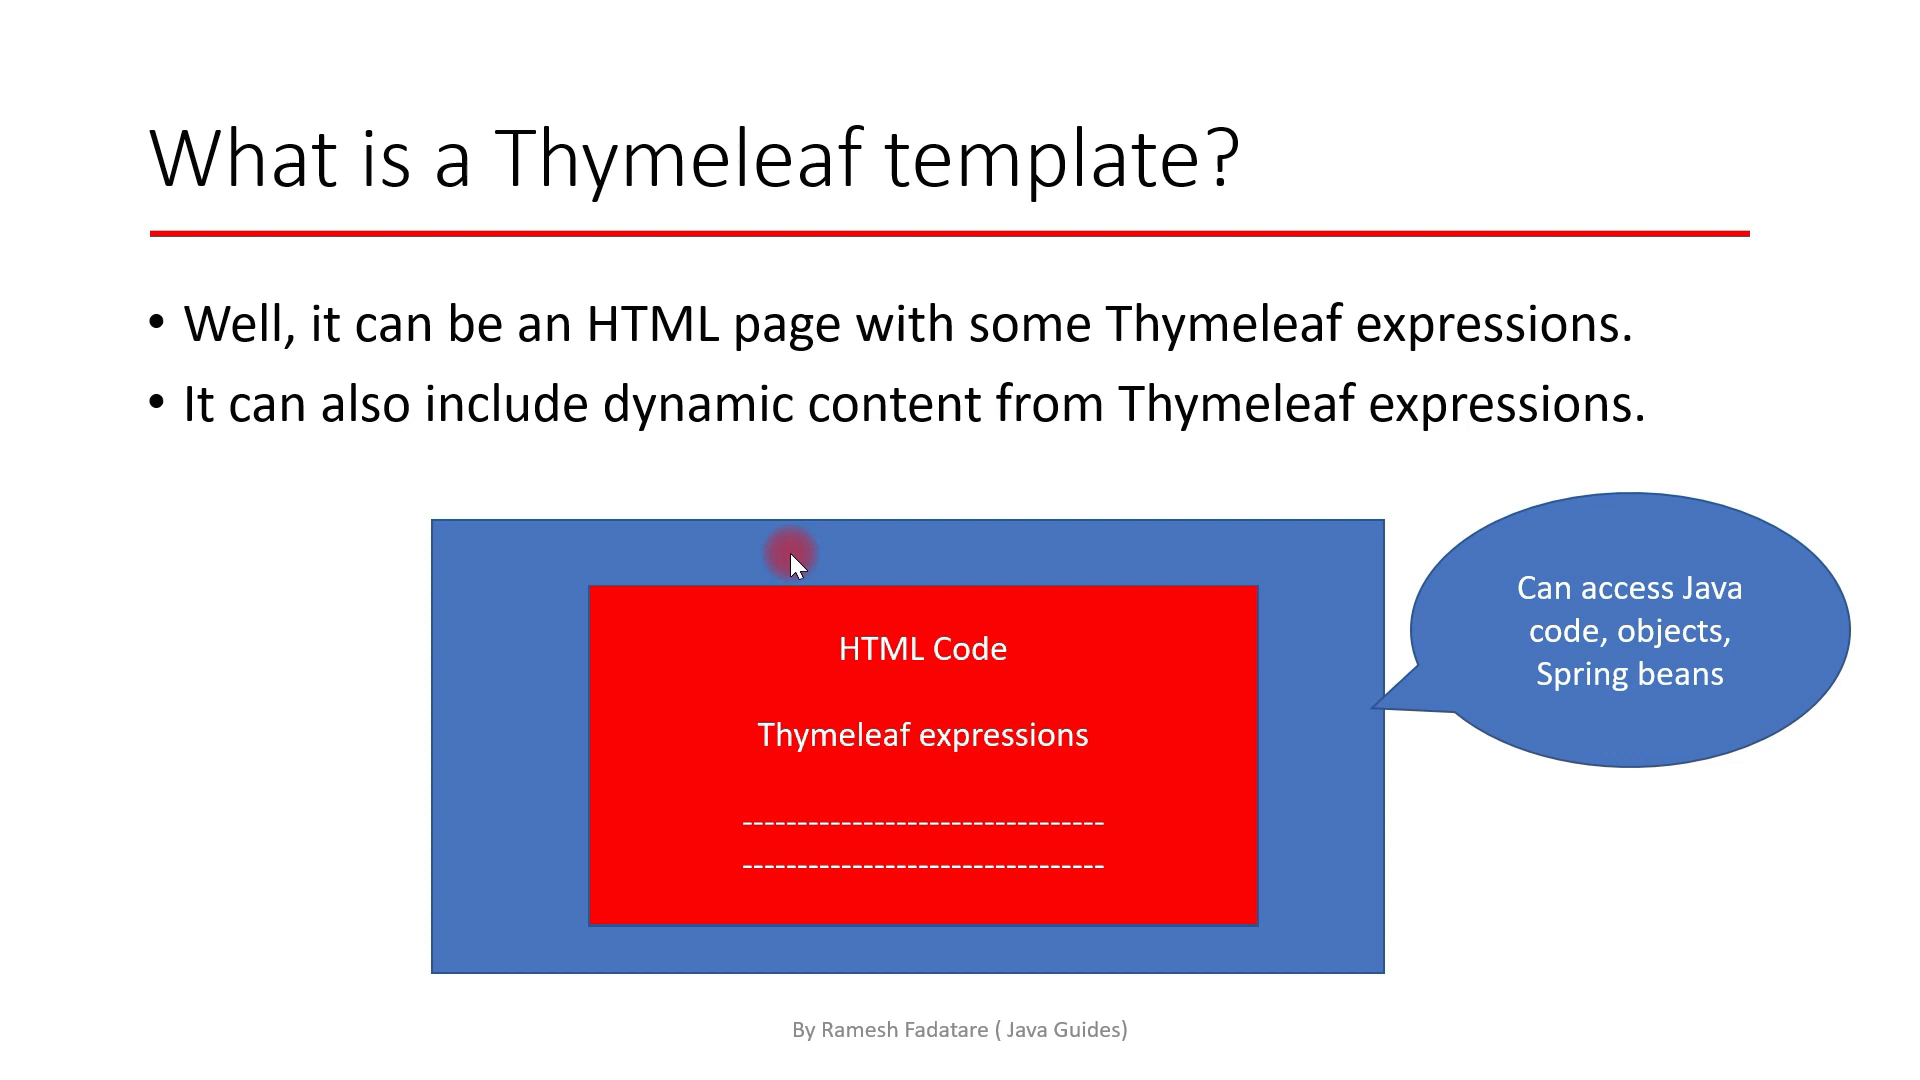 What is a Thymeleaf template?
• Well, it can be an HTML page with some Thymeleaf expressions.
• It can also include dynamic content from Thymeleaf expressions.
Can access Java
code, objects,
Spring beans
HTML Code
Thymeleaf expressions
---------------------------------
---------------------------------
By Ramesh Fadatare ( Java Guides)